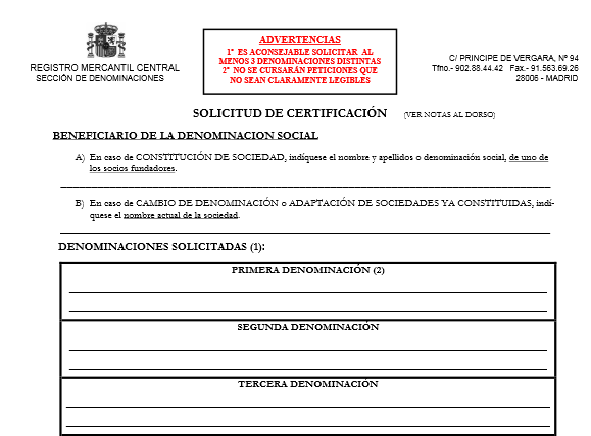 REGISTRO MERCANTIL CENTRAL
SECCIÓN DE DENOMINACIONES
ADVERTENCIAS
1ª ES ACONSEJABLE SOLICITAR AL
MENOS 3 DENOMINACIONES DISTINTAS
2ª NO SE CURSARÁN PETICIONES QUE
NO SEAN CLARAMENTE LEGIBLES
C/ PRINCIPE DE VERGARA, Nº 94
Tfno.- 902.88.44.42 Fax.- 91.563.69.26
28006 - MADRID
SOLICITUD DE CERTIFICACIÓN (VER NOTAS AL DORSO)
BENEFICIARIO DE LA DENOMINACION SOCIAL
A) En caso de CONSTITUCIÓN DE SOCIEDAD, indíquese el nombre y apellidos o denominación social, de uno de
los socios fundadores.
B) En caso de CAMBIO DE DENOMINACIÓN o ADAPTACIÓN DE SOCIEDADES YA CONSTITUIDAS, indí-
quese el nombre actual de la sociedad.
DENOMINACIONES SOLICITADAS (1):
PRIMERA DENOMINACIÓN (2)
SEGUNDA DENOMINACIÓN
TERCERA DENOMINACIÓN